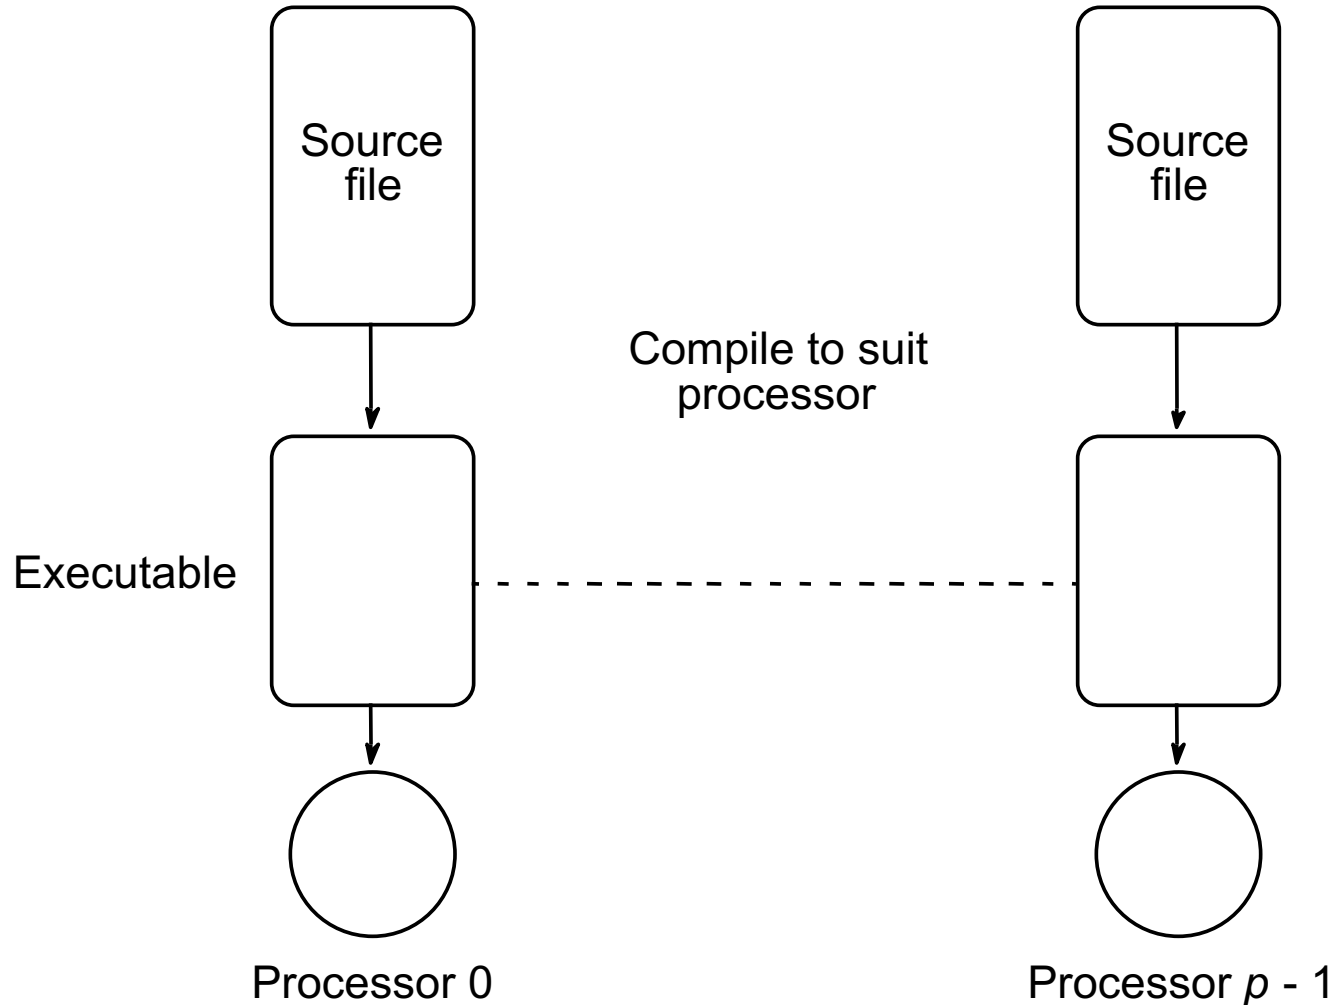 Source
file
Source
file
Compile to suit
processor
Executable
Processor 0
Processor p - 1